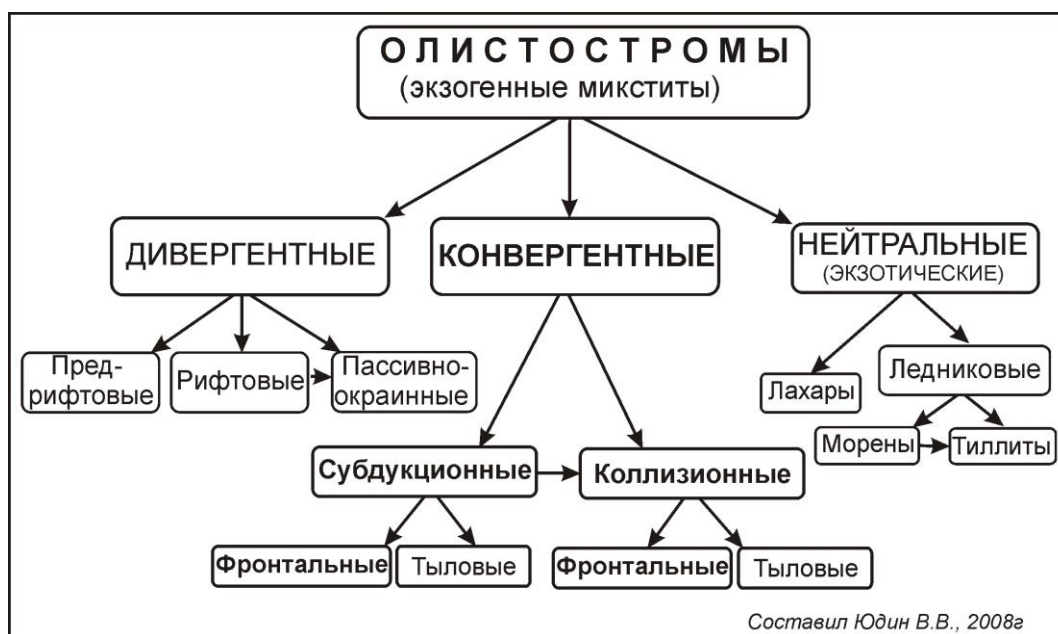 ОЛИСТОСТРОМЫ
(экзогенные микститы)
ДИВЕРГЕНТНЫЕ
КОНВЕРГЕНТНЫЕ
НЕЙТРАЛЬНЫЕ
(ЭКЗОТИЧЕСКИЕ)
Пред-
рифтовые
Рифтовые
Пассивно-
окраинные
Лахары
Ледниковые
Морены
Тиллиты
Субдукционные
Коллизионные
Фронтальные
Тыловые
Фронтальные
Тыловые
Составил Юдин В.В., 2008г